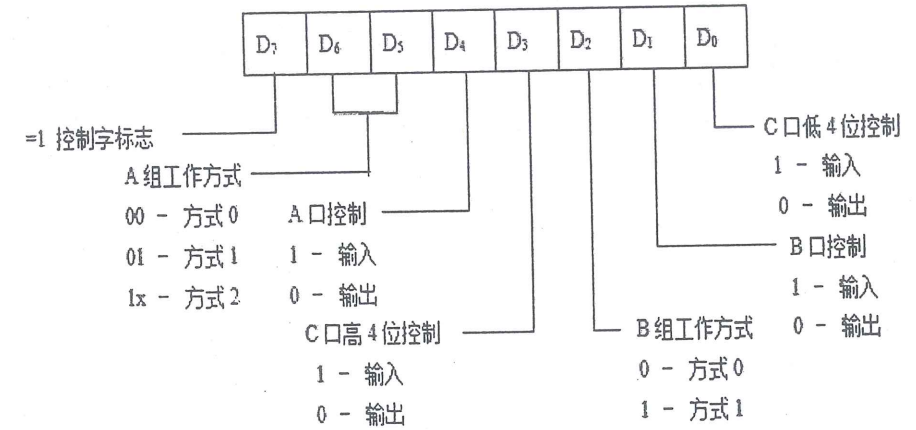 D₇ D₆ D₅ D₄ D₃ D₂ D₁ D₀
=1 控制字标志
A组工作方式
00 - 方式0
01 - 方式1
1x - 方式2
A口控制
1 - 输入
0 - 输出
C口高4位控制
1 - 输入
0 - 输出
B组工作方式
0 - 方式0
1 - 方式1
B口控制
1 - 输入
0 - 输出
C口低4位控制
1 - 输入
0 - 输出